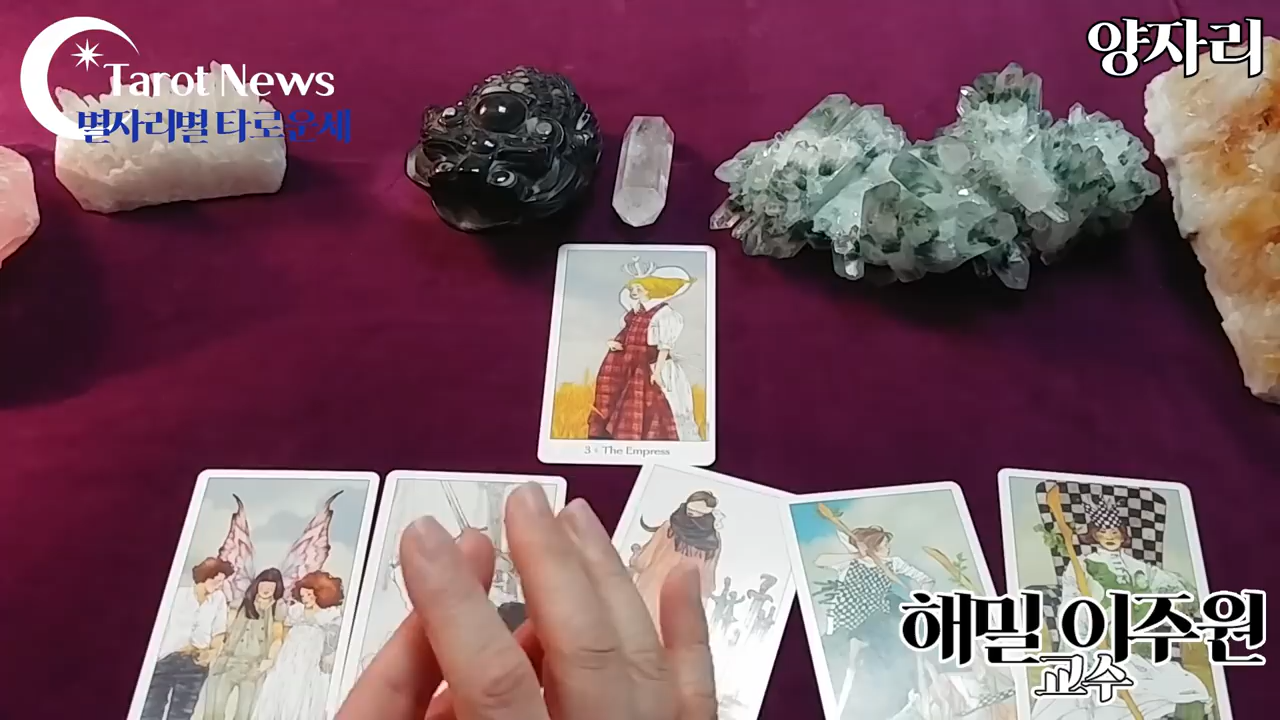 Tarot News
별자리별 타로운세
양자리
3 The Empress
해밀 이주원
교수